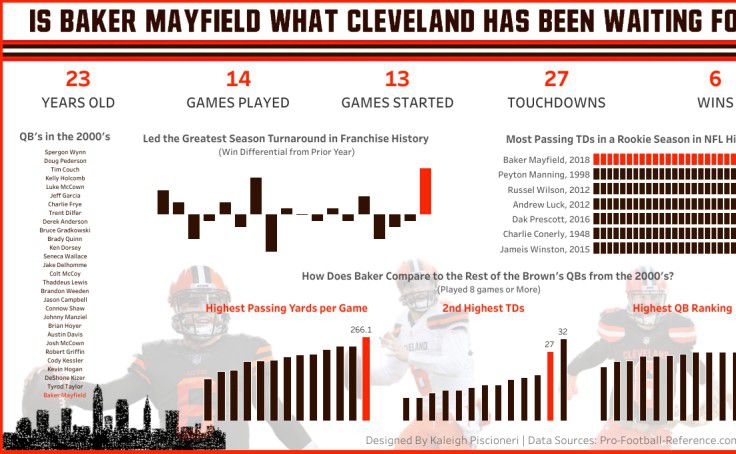 IS BAKER MAYFIELD WHAT CLEVELAND HAS BEEN WAITING FO
23
YEARS OLD
14
GAMES PLAYED
13
GAMES STARTED
27
TOUCHDOWNS
6
WINS
QB's in the 2000's
Spergon Wynn
Doug Pederson
Tim Couch
Kelly Holcomb
Luke McCown
Jeff Garcia
Charlie Frye
Trent Dilfer
Derek Anderson
Bruce Gradkowski
Brady Quinn
Ken Dorsey
Seneca Wallace
Jake Delhomme
Colt McCoy
Thaddeus Lewis
Brandon Weeden
Jason Campbell
Connow Shaw
Johnny Manziel
Brian Hoyer
Austin Davis
Josh McCown
Robert Griffin
Cody Kessler
Kevin Hogan
DeShone Kizer
Tyrod Taylor
Baker Mayfield
Led the Greatest Season Turnaround in Franchise History
(Win Differential from Prior Year)
Most Passing TDs in a Rookie Season in NFL Hi
Baker Mayfield, 2018
Peyton Manning, 1998
Russel Wilson, 2012
Andrew Luck, 2012
Dak Prescott, 2016
Charlie Conerly, 1948
Jameis Winston, 2015
How Does Baker Compare to the Rest of the Brown's QBs from the 2000's?
(Played 8 games or More)
Highest Passing Yards per Game
266.1
2nd Highest TDs
27
32
Highest QB Ranking
Designed By Kaleigh Piscioneri | Data Sources: Pro-Football-Reference.com